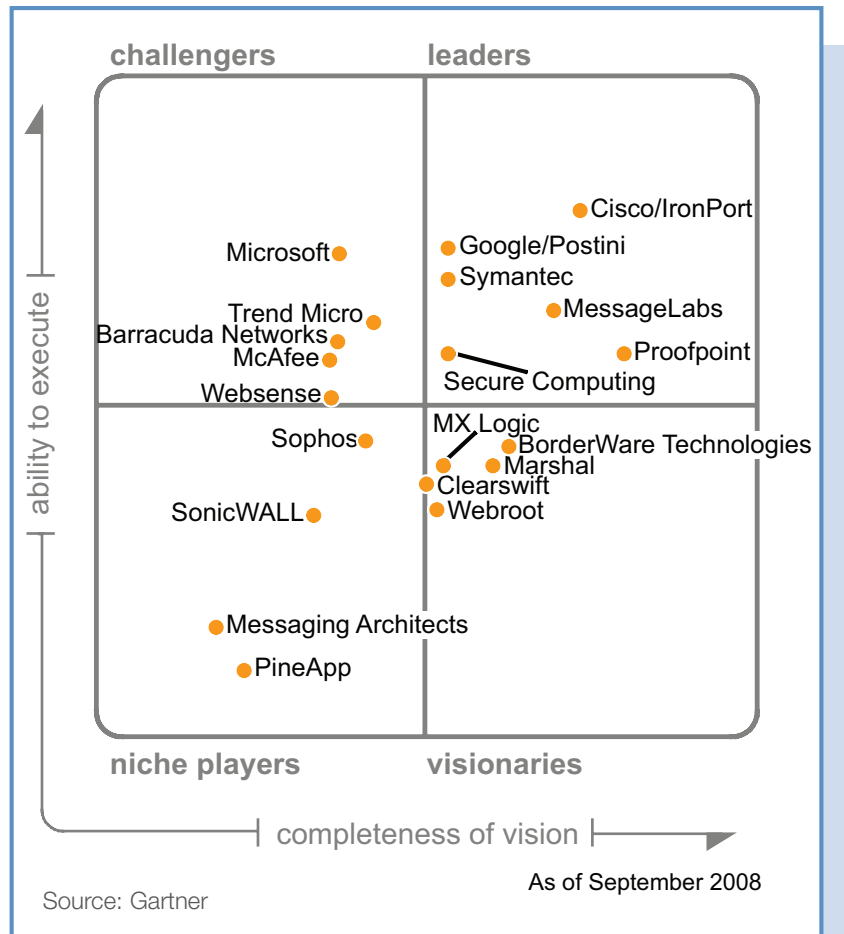 challengers
leaders
Cisco/IronPort
Google/Postini
Microsoft
Symantec
MessageLabs
Trend Micro
Barracuda Networks
McAfee
Proofpoint
Secure Computing
Websense
MX Logic
Sophos
BorderWare Technologies
Marshal
Clearswift
Webroot
SonicWALL
Messaging Architects
PineApp
niche players
visionaries
ability to execute
completeness of vision
As of September 2008
Source: Gartner